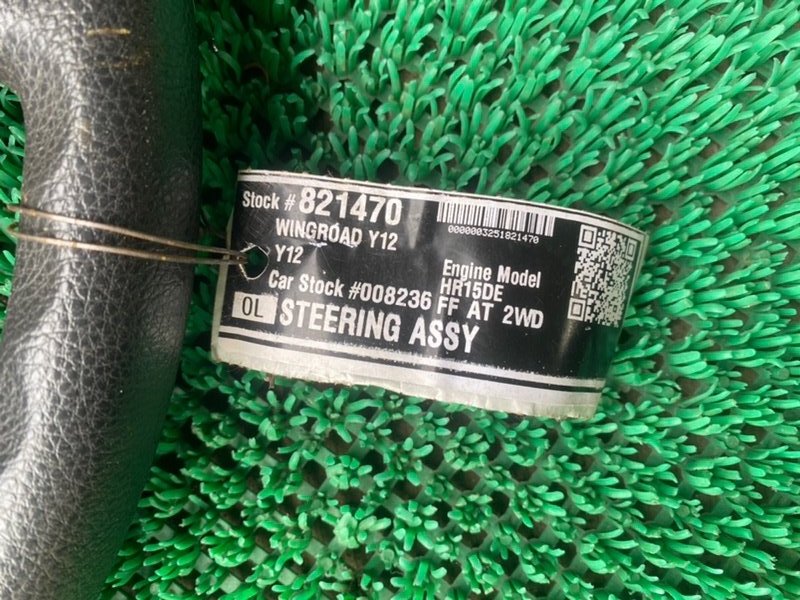 Stock # 821470
0000003251821470
WINGROAD Y12
Y12
Engine Model
HR15DE
Car Stock #008236
FF AT 2WD
0L STEERING ASSY